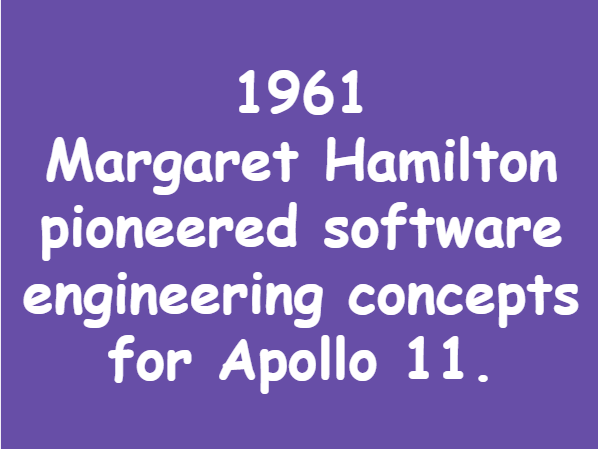 1961
Margaret Hamilton
pioneered software
engineering concepts
for Apollo 11.